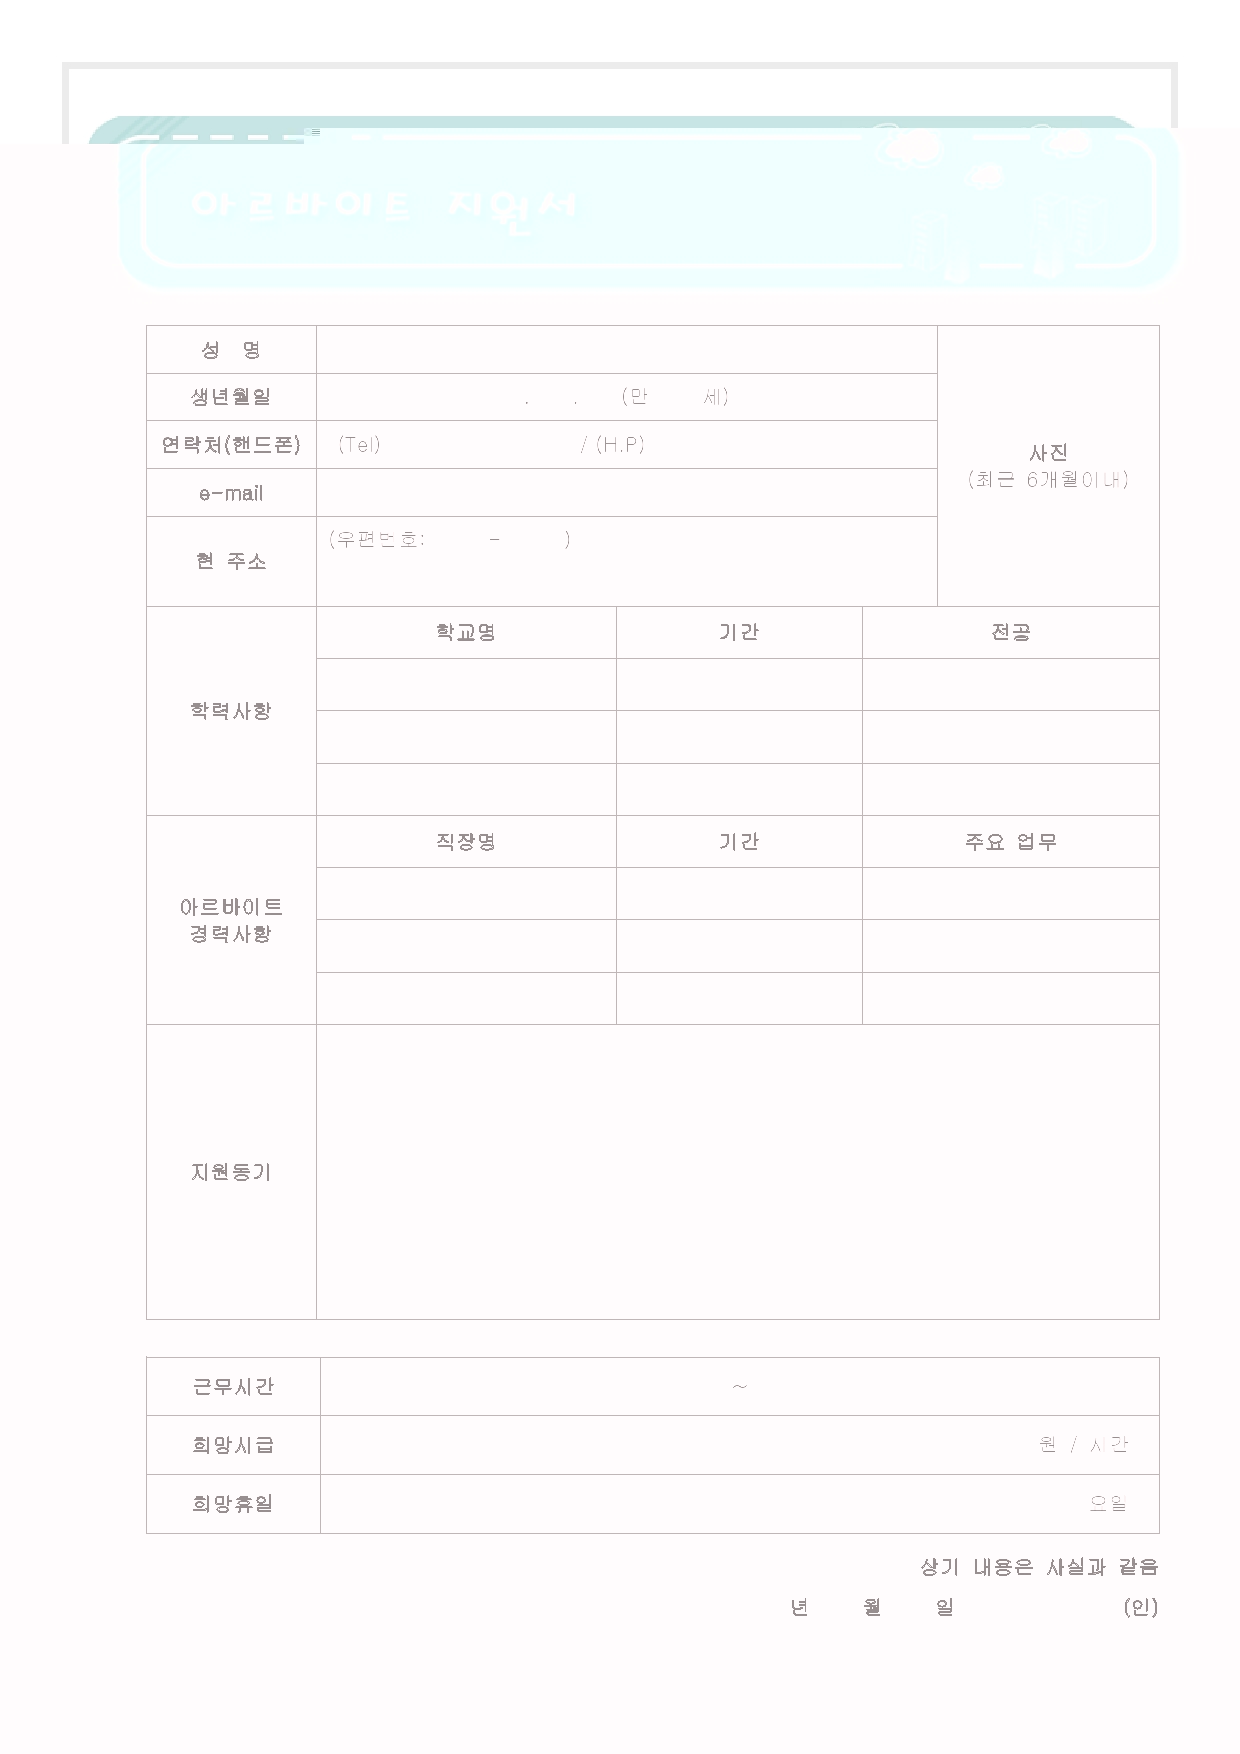 아르바이트 지원서
성 명
생년월일 . . (만 세)
연락처(핸드폰) (Tel) / (H.P)
e-mail
사진
(최근 6개월이내)
현 주소 (우편번호: - )
학력사항
학교명 기간 전공
아르바이트
경력사항
직장명 기간 주요 업무
지원동기
근무시간 ~
희망시급 원 / 시간
희망휴일 요일
상기 내용은 사실과 같음
년 월 일 (인)